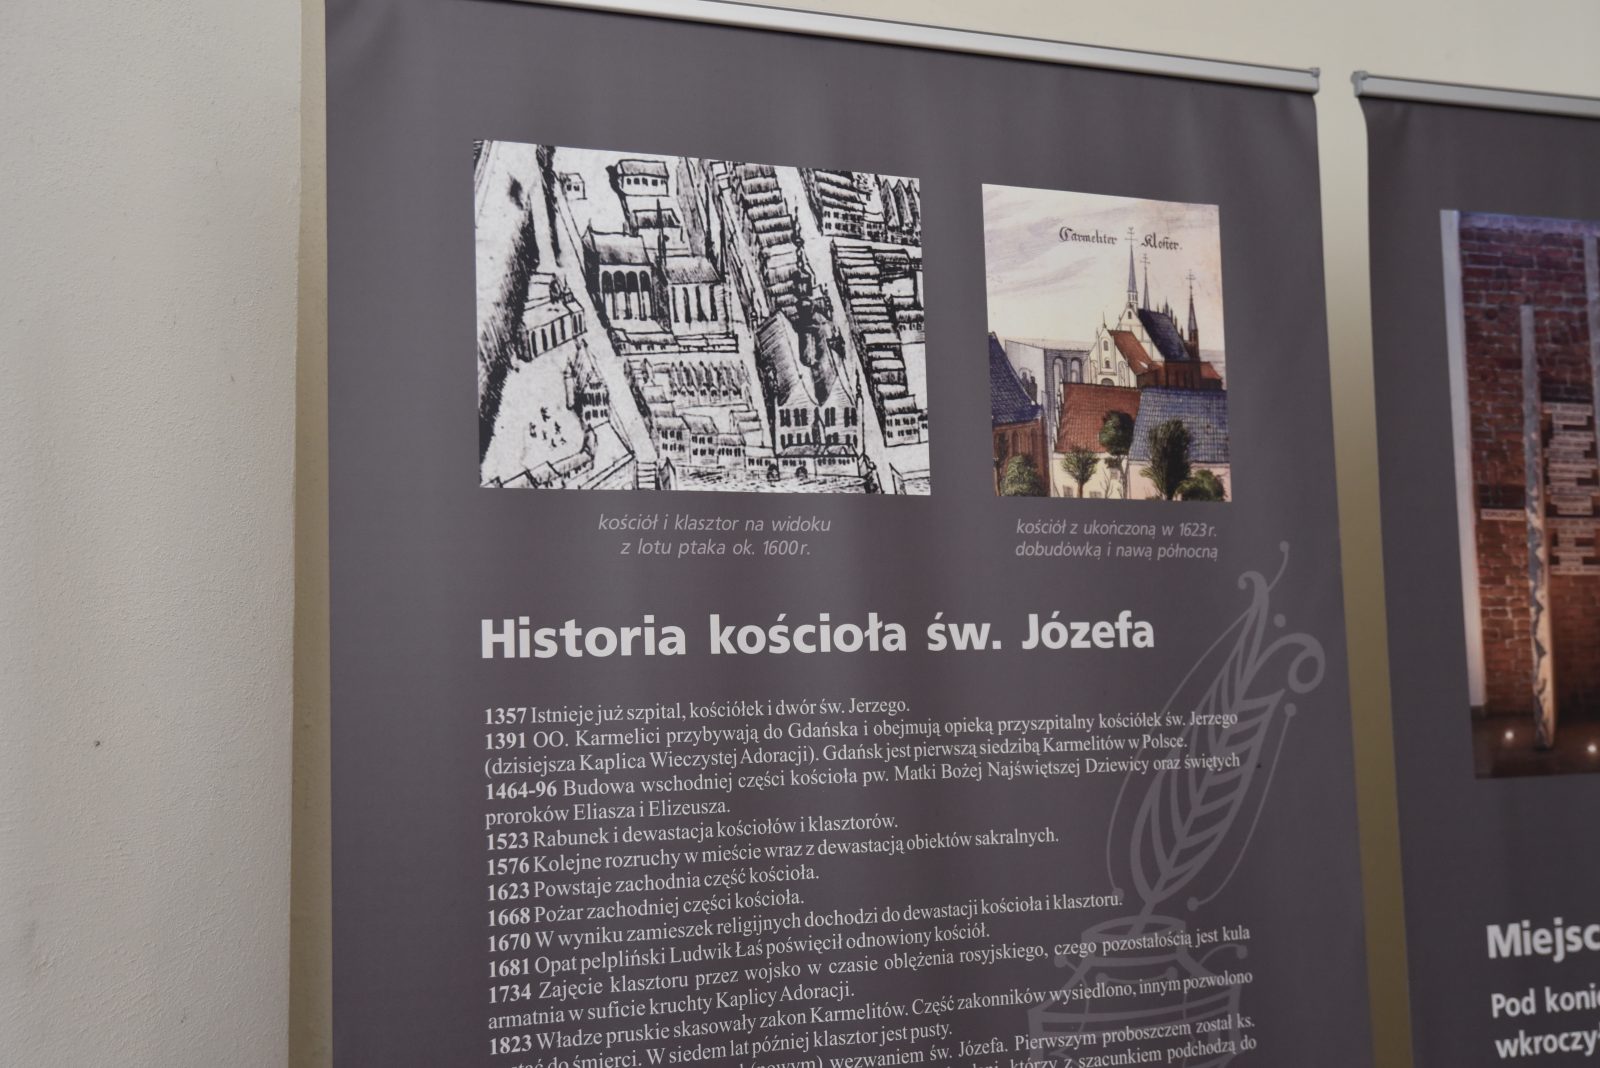 Carmeliter Kloster.
kościół i klasztor na widoku
z lotu ptaka ok. 1600 r.
kościół z ukończoną w 1623 r.
dobudówką i nawą północną
Historia kościoła św. Józefa
1357 Istnieje już szpital, kościółek i dwór św. Jerzego.
1391 OO. Karmelici przybywają do Gdańska i obejmują opieką przyszpitalny kościółek św. Jerzego
(dzisiejsza Kaplica Wieczystej Adoracji). Gdańsk jest pierwszą siedzibą Karmelitów w Polsce.
1464-96 Budowa wschodniej części kościoła pw. Matki Bożej Najświętszej Dziewicy oraz świętych
proroków Eliasza i Elizeusza.
1523 Rabunek i dewastacja kościołów i klasztorów.
1576 Kolejne rozruchy w mieście wraz z dewastacją obiektów sakralnych.
1623 Powstaje zachodnia część kościoła.
1668 Pożar zachodniej części kościoła.
1670 W wyniku zamieszek religijnych dochodzi do dewastacji kościoła i klasztoru.
1681 Opat pelpliński Ludwik Łaś poświęcił odnowiony kościół.
1734 Zajęcie klasztoru przez wojsko w czasie oblężenia rosyjskiego, czego pozostałością jest kula
armatnia w suficie kruchty Kaplicy Adoracji.
1823 Władze pruskie skasowały zakon Karmelitów. Część zakonników wysiedlono, innym pozwolono
do śmierci. W siedem lat później klasztor jest pusty.
(nowym) wezwaniem św. Józefa. Pierwszym proboszczem został ks.
którzy z szacunkiem podchodzą do
Miejsc
Pod koni
wkroczy